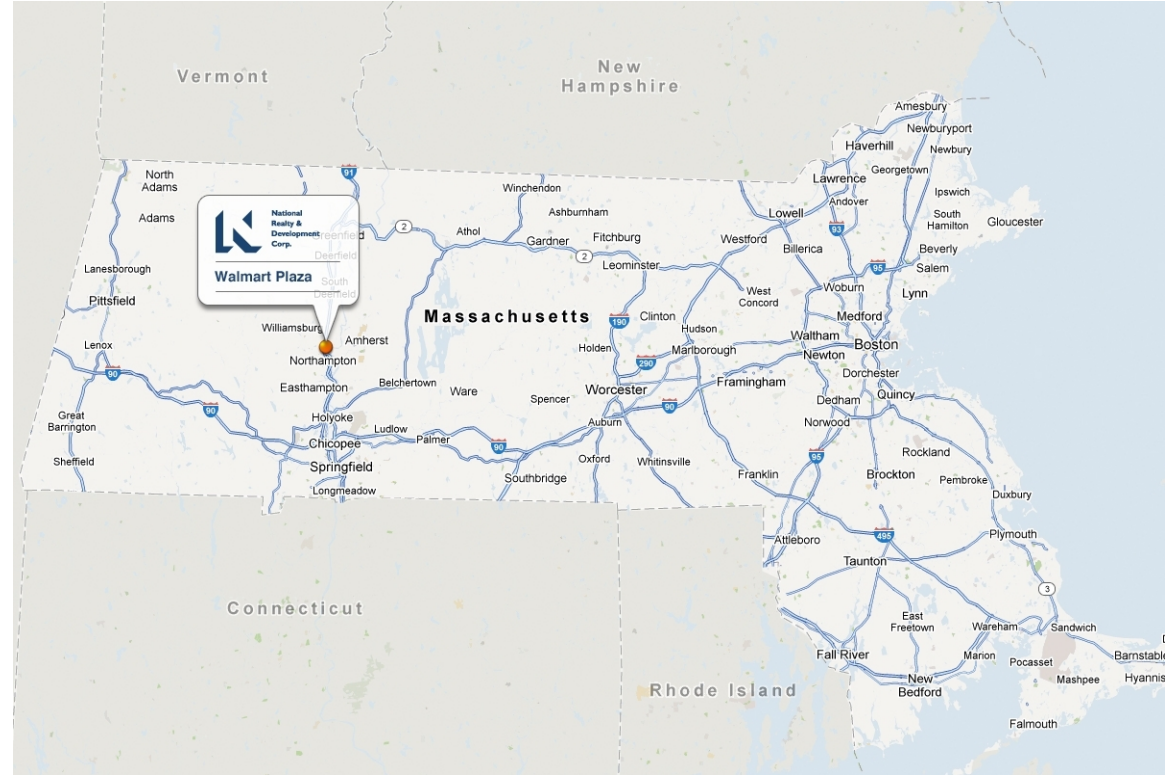 Vermont
New
Hampshire
Amesbury
Newburyport
Newbury
Haverhill
Georgetown
Lawrence
Andover
Ipswich
South
Hamilton
Gloucester
Lowell
93
Beverly
Westford
Billerica
95
Salem
Lynn
Woburn
West
Concord
Medford
Waltham
Boston
Newton
Dorchester
91
North
Adams
Adams
Winchendon
Ashburnham
2
Athol
Gardner
Fitchburg
2
Leominster
National
Realty &
Development
Corp.
Greenfield
Deerfield
Walmart Plaza
South
Deerfield
Lanesborough
Pittsfield
Massachusetts
190
Clinton
Hudson
Williamsburg
Amherst
Northampton
Holden
290
Marlborough
Lenox
90
Easthampton
Belchertown
Ware
Spencer
Worcester
90
Framingham
Dedham
Quincy
90
Great
Barrington
Holyoke
Ludlow
Auburn
Norwood
Chicopee
Palmer
90
Sheffield
Springfield
Oxford
Whitinsville
95
Rockland
Longmeadow
Southbridge
Franklin
Brockton
Pembroke
Duxbury
Attleboro
495
Plymouth
Taunton
3
Connecticut
East
Freetown
Wareham
Sandwich
Fall River
Marion
Pocasset
Barnstable
Mashpee
Hyannis
New
Bedford
Rhode Island
Falmouth